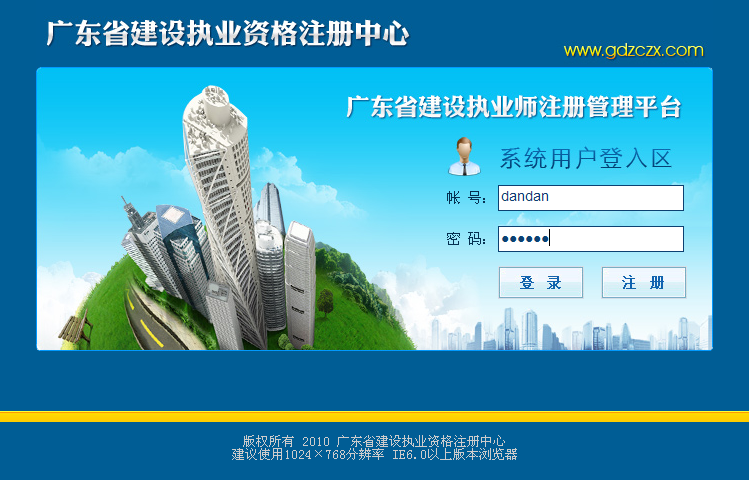 广东省建设执业资格注册中心
www.gdzczx.com
广东省建设执业师注册管理平台
系统用户登入区
帐 号： dandan
密 码： ●●●●●●
登 录 注 册
版权所有 2010 广东省建设执业资格注册中心
建议使用1024×768分辨率 IE6.0以上版本浏览器